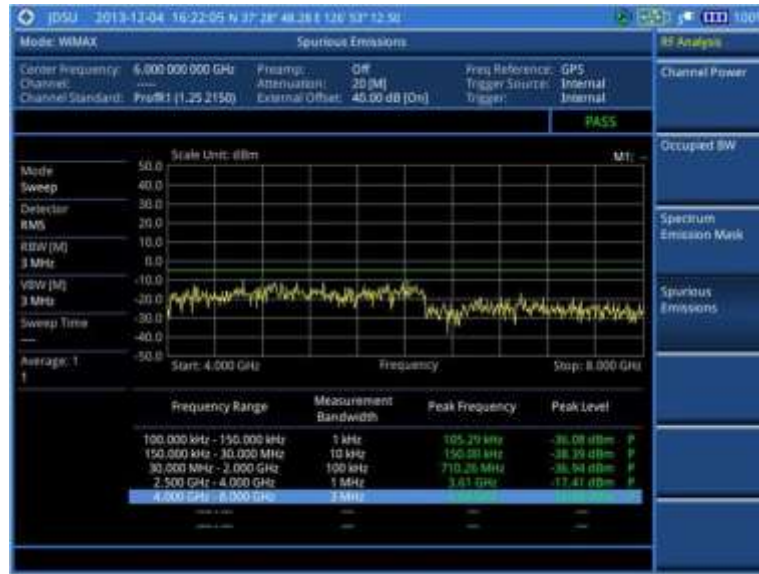 JDSU 2013-12-04 16:22:05 N 37° 28" 48.28 E 126° 53" 12.50 100%
Mode: WiMAX Spurious Emissions RF Analysis
Center Frequency: 6.000 000 000 GHz Preamp: Off Freq Reference: GPS
Channel: ---- Attenuation: 20 [M] Trigger Source: Internal
Channel Standard: External Offset: 40.00 dB [On] Trigger: Internal
Channel Power
PASS
Occupied BW
Scale Unit: dBm M1: --
Mode
Sweep
Detector
RMS
RBW [M]
3 MHz
VBW [M]
3 MHz
Sweep Time
---
Average: 1
1
50.0
40.0
30.0
20.0
10.0
0.0
-10.0
-20.0
-30.0
-40.0
-50.0
Start: 4.000 GHz Frequency Stop: 8.000 GHz
Spectrum
Emission Mask
Spurious
Emissions
Frequency Range Measurement Bandwidth Peak Frequency Peak Level
100.000 kHz - 150.000 kHz 1 kHz 105.29 kHz -36.08 dBm P
150.000 kHz - 30.000 MHz 10 kHz 150.00 kHz -38.39 dBm P
30.000 MHz - 2.000 GHz 100 kHz 710.26 MHz -36.94 dBm P
2.500 GHz - 4.000 GHz 1 MHz 3.61 GHz -17.41 dBm P
4.000 GHz - 8.000 GHz 3 MHz